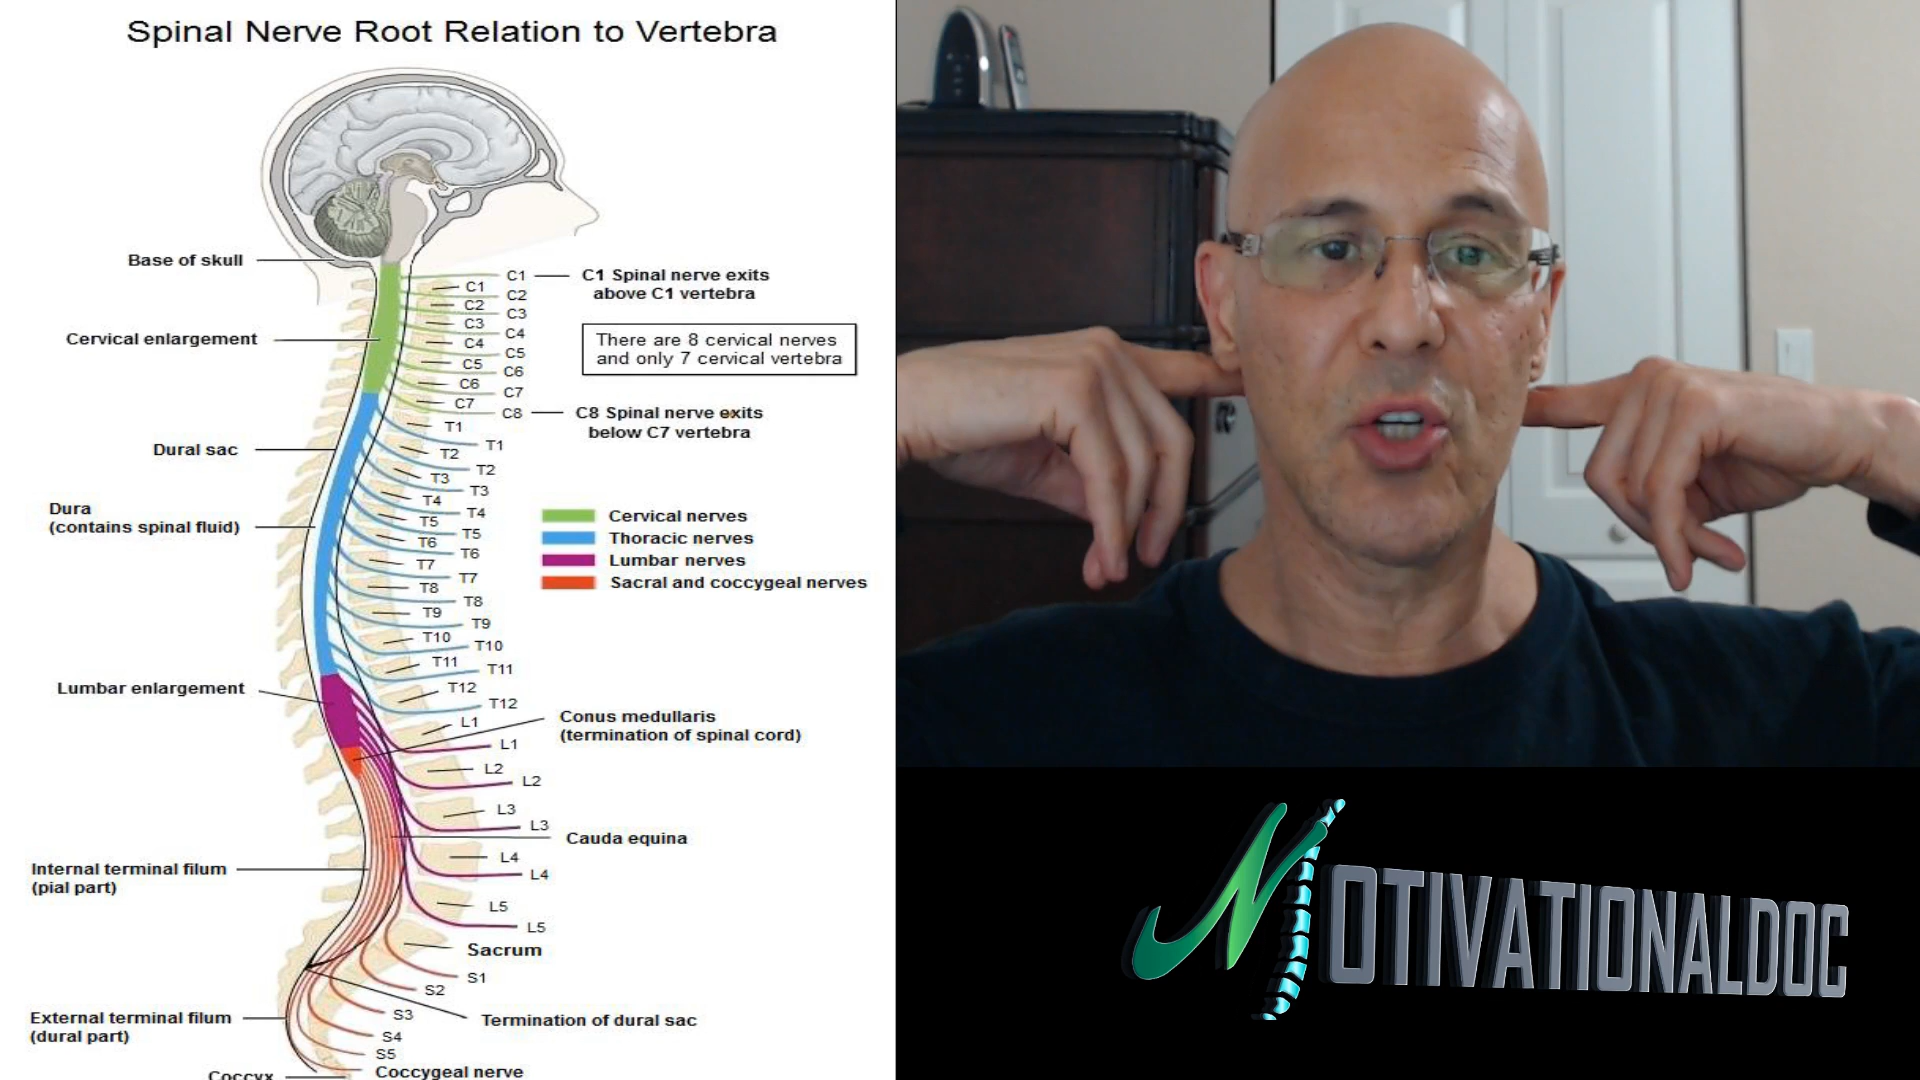 Spinal Nerve Root Relation to Vertebra
Base of skull
C1
C1 Spinal nerve exits
above C1 vertebra
C1
C2
C2
C3
C3
C4
C4
C5
C5
C6
C6
C7
C7
C8
Cervical enlargement
There are 8 cervical nerves
and only 7 cervical vertebra
C8 Spinal nerve exits
below C7 vertebra
T1
T1
Dural sac
T2
T2
T3
T3
T4
T4
T5
T5
T6
T6
T7
T7
T8
T8
T9
T9
T10
T10
T11
T11
T12
T12
Dura
(contains spinal fluid)
Cervical nerves
Thoracic nerves
Lumbar nerves
Sacral and coccygeal nerves
Lumbar enlargement
Conus medullaris
(termination of spinal cord)
L1
L1
L2
L2
L3
L3
Cauda equina
L4
L4
Internal terminal filum
(pial part)
L5
L5
Sacrum
S1
S2
S3
S4
S5
Termination of dural sac
External terminal filum
(dural part)
Coccyx
Coccygeal nerve
MOTIVATIONALDOC